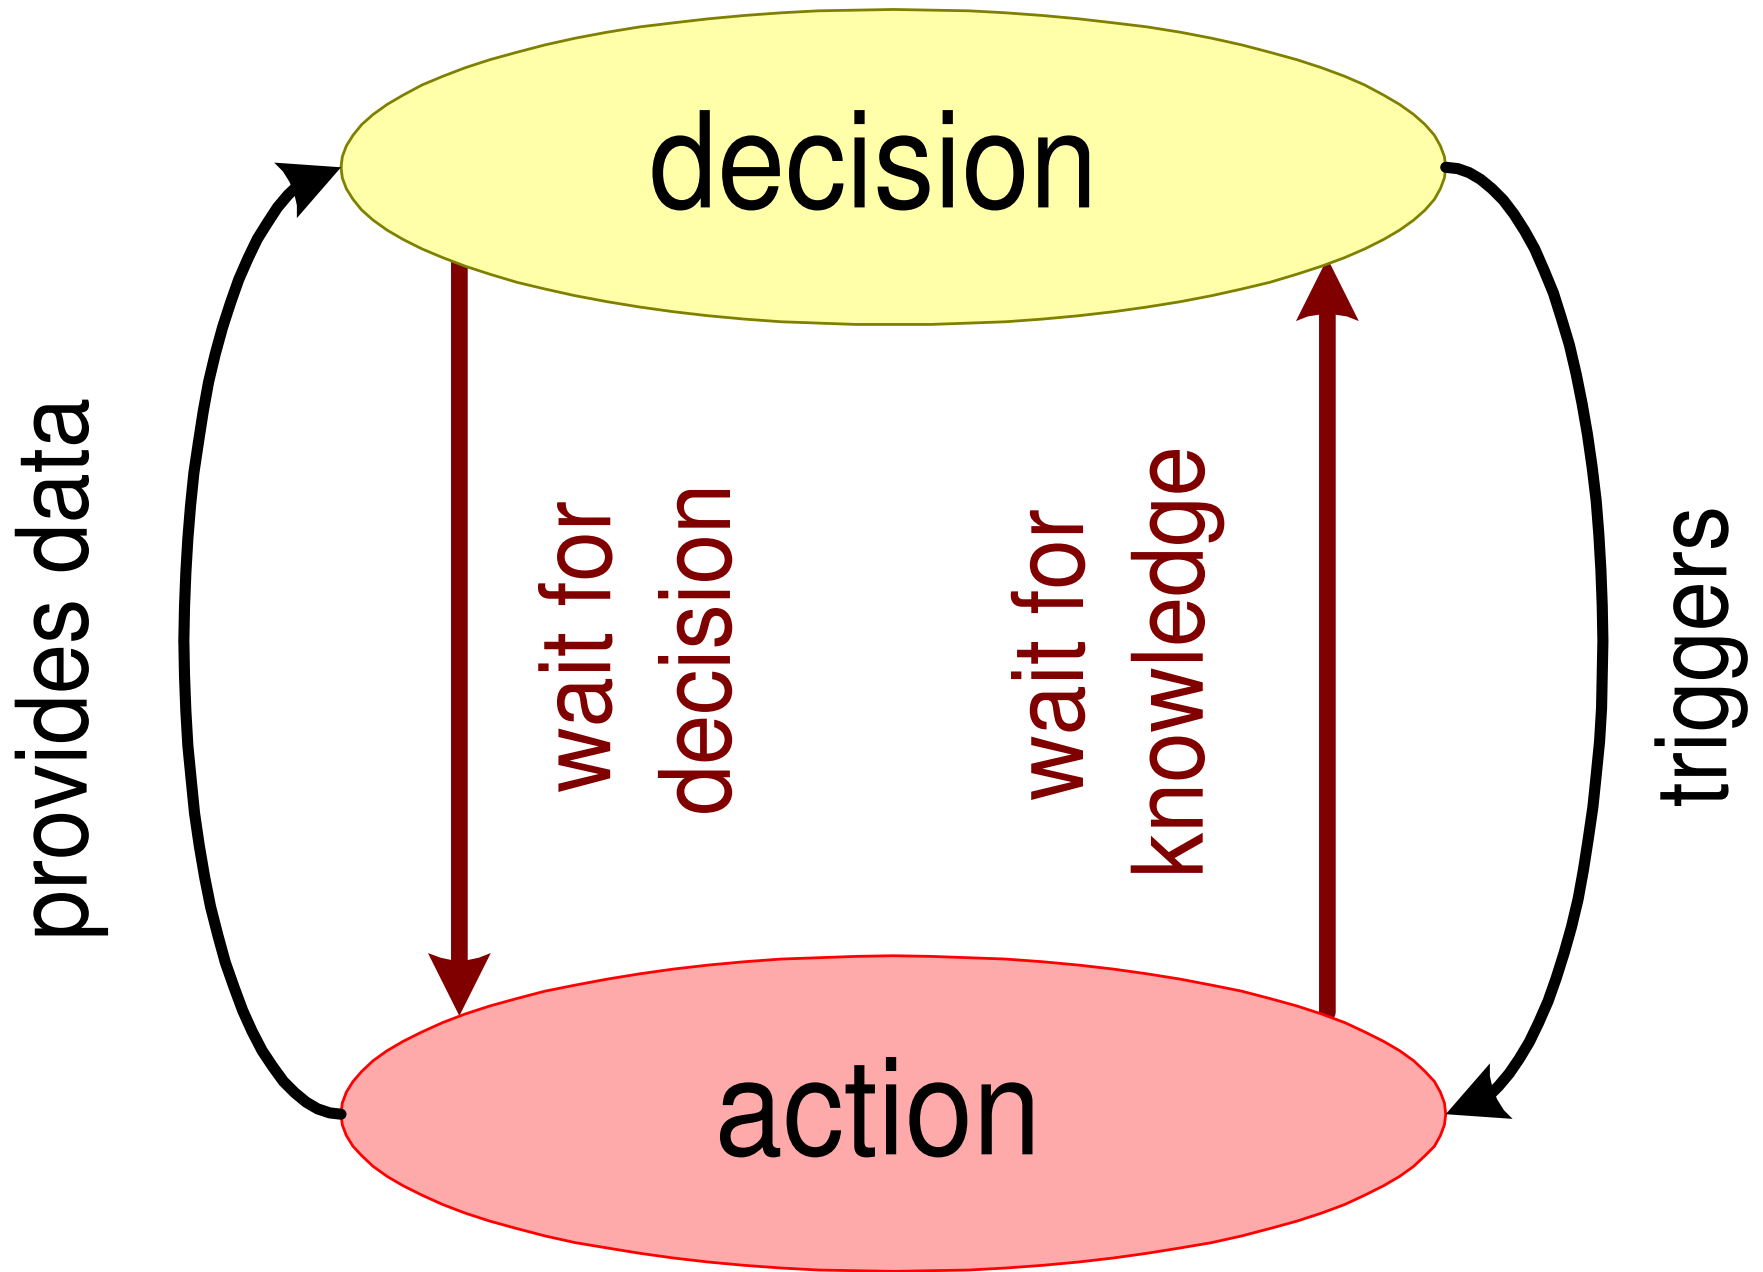 decision
provides data
wait for
decision
wait for
knowledge
triggers
action